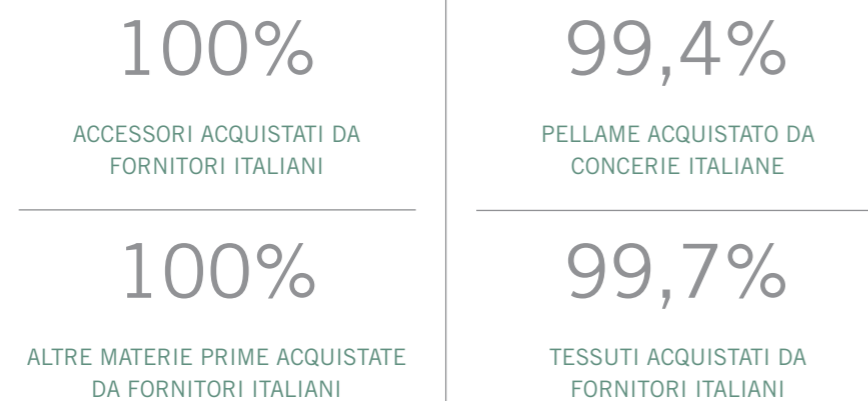 100%
ACCESSORI ACQUISTATI DA
FORNITORI ITALIANI
99,4%
PELLAME ACQUISTATO DA
CONCERIE ITALIANE
100%
ALTRE MATERIE PRIME ACQUISTATE
DA FORNITORI ITALIANI
99,7%
TESSUTI ACQUISTATI DA
FORNITORI ITALIANI